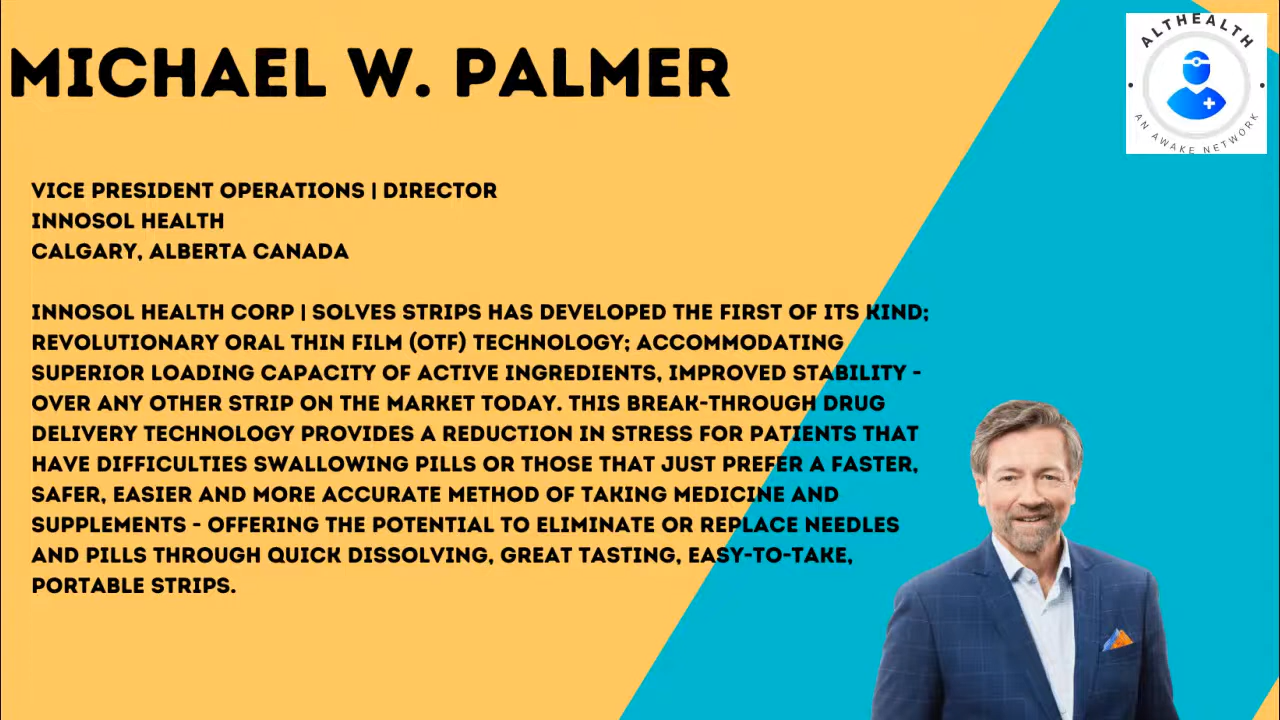 MICHAEL W. PALMER
ALTHEALTH
AN AWAKE NETWORK
VICE PRESIDENT OPERATIONS | DIRECTOR
INNOSOL HEALTH
CALGARY, ALBERTA CANADA
INNOSOL HEALTH CORP | SOLVES STRIPS HAS DEVELOPED THE FIRST OF ITS KIND;
REVOLUTIONARY ORAL THIN FILM (OTF) TECHNOLOGY; ACCOMMODATING
SUPERIOR LOADING CAPACITY OF ACTIVE INGREDIENTS, IMPROVED STABILITY -
OVER ANY OTHER STRIP ON THE MARKET TODAY. THIS BREAK-THROUGH DRUG
DELIVERY TECHNOLOGY PROVIDES A REDUCTION IN STRESS FOR PATIENTS THAT
HAVE DIFFICULTIES SWALLOWING PILLS OR THOSE THAT JUST PREFER A FASTER,
SAFER, EASIER AND MORE ACCURATE METHOD OF TAKING MEDICINE AND
SUPPLEMENTS - OFFERING THE POTENTIAL TO ELIMINATE OR REPLACE NEEDLES
AND PILLS THROUGH QUICK DISSOLVING, GREAT TASTING, EASY-TO-TAKE,
PORTABLE STRIPS.